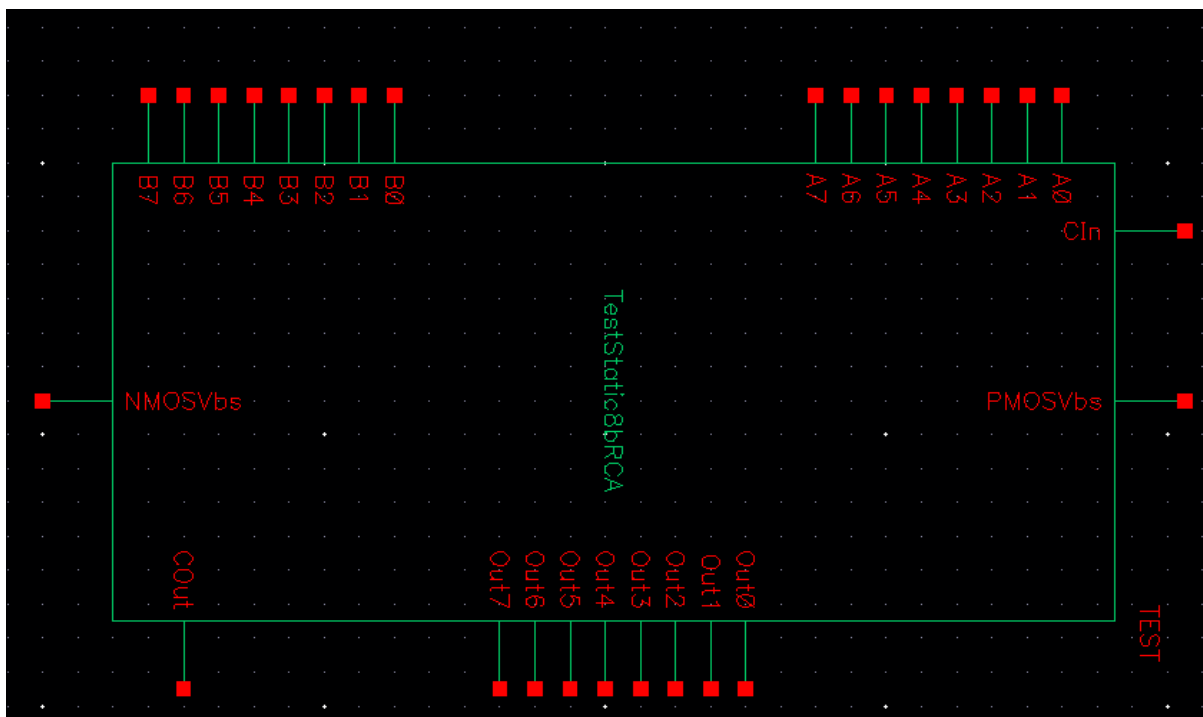 B7 B6 B5 B4 B3 B2 B1 B0 A7 A6 A5 A4 A3 A2 A1 A0
CIn
TestStatic8bRCA
NMOSVbs PMOSVbs
COut Out7 Out6 Out5 Out4 Out3 Out2 Out1 Out0
TEST